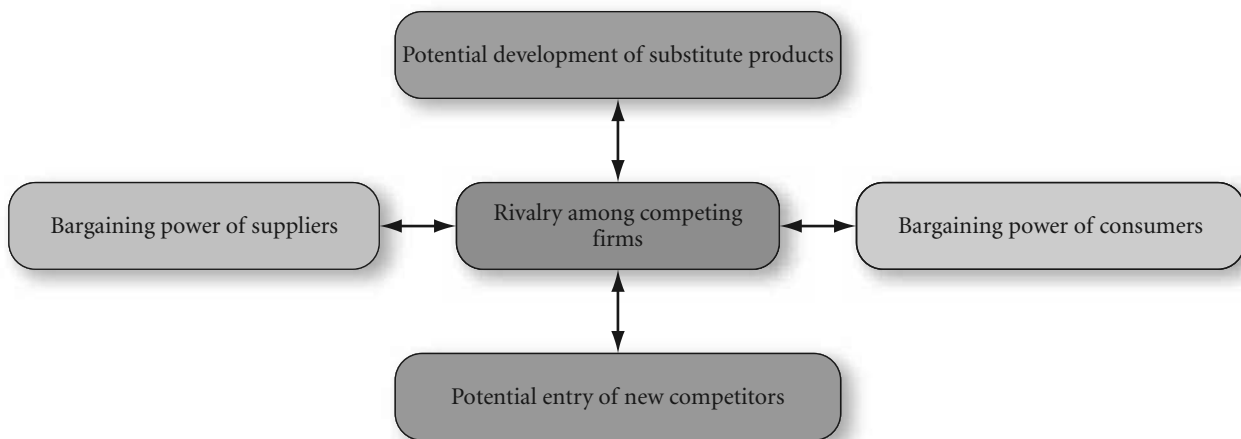 Potential development of substitute products
Bargaining power of suppliers
Rivalry among competing
firms
Bargaining power of consumers
Potential entry of new competitors